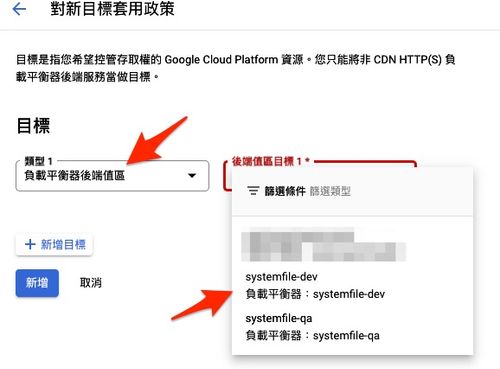 對新目標套用政策
目標是指您希望控管存取權的 Google Cloud Platform 資源。您只能將非 CDN HTTP(S) 負
載平衡器後端服務當做目標。
目標
類型 1
負載平衡器後端值區
後端值區目標 1 *
篩選條件 篩選類型
systemfile-dev
負載平衡器：systemfile-dev
systemfile-qa
負載平衡器：systemfile-qa
+ 新增目標
新增 取消